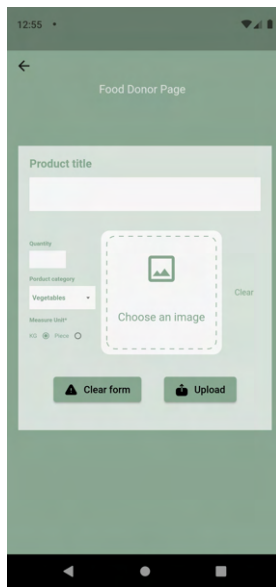 12:55
Food Donor Page
Product title
Quantity
Porduct category
Vegetables
Measure Unit*
KG Piece
Choose an image
Clear
Clear form
Upload